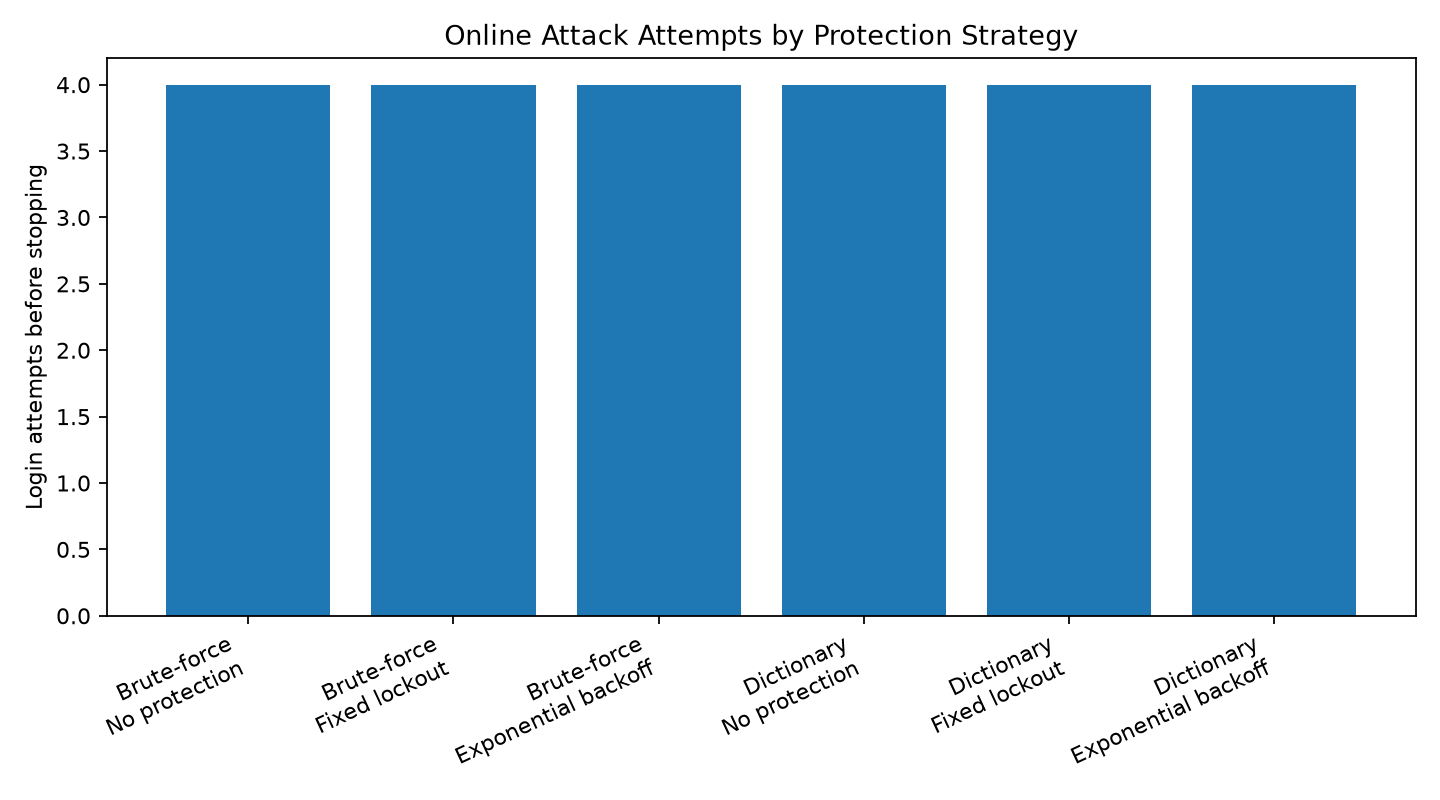 Online Attack Attempts by Protection Strategy
Login attempts before stopping
4.0
3.5
3.0
2.5
2.0
1.5
1.0
0.5
0.0
Brute-force
No protection
Brute-force
Fixed lockout
Brute-force
Exponential backoff
Dictionary
No protection
Dictionary
Fixed lockout
Dictionary
Exponential backoff